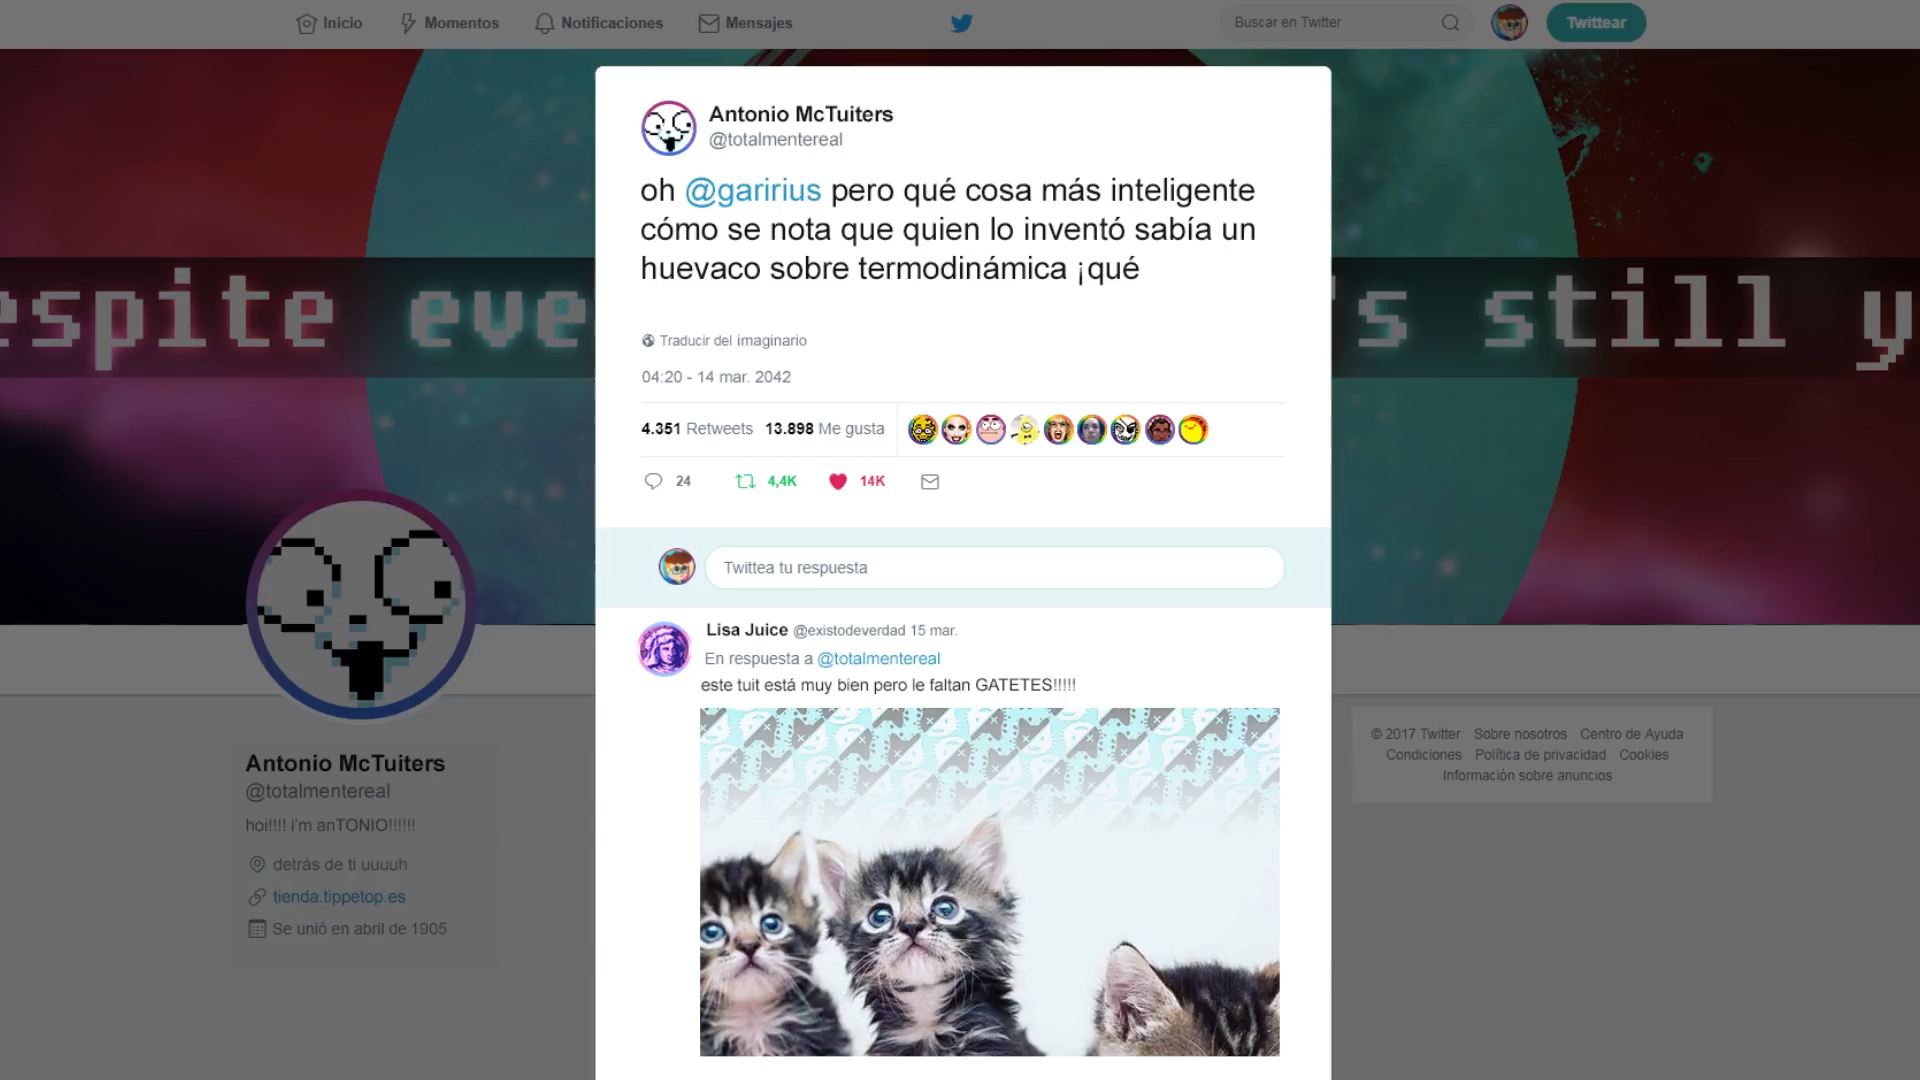 Inicio Momentos Notificaciones Mensajes Buscar en Twitter Twittear
Antonio McTuiters
@totalmentereal
oh @garirius pero qué cosa más inteligente
cómo se nota que quien lo inventó sabía un
huevaco sobre termodinámica ¡qué
espite eve 's still y
Traducir del imaginario
04:20 - 14 mar. 2042
4.351 Retweets 13.898 Me gusta
24 4,4K 14K
Twittea tu respuesta
Lisa Juice @existodeverdad 15 mar.
En respuesta a @totalmentereal
este tuit está muy bien pero le faltan GATETES!!!!!
Antonio McTuiters
@totalmentereal
hoi!!!! i'm anTONIO!!!!!!
detrás de ti uuuuh
tienda.tippetop.es
Se unió en abril de 1905
© 2017 Twitter Sobre nosotros Centro de Ayuda
Condiciones Política de privacidad Cookies
Información sobre anuncios